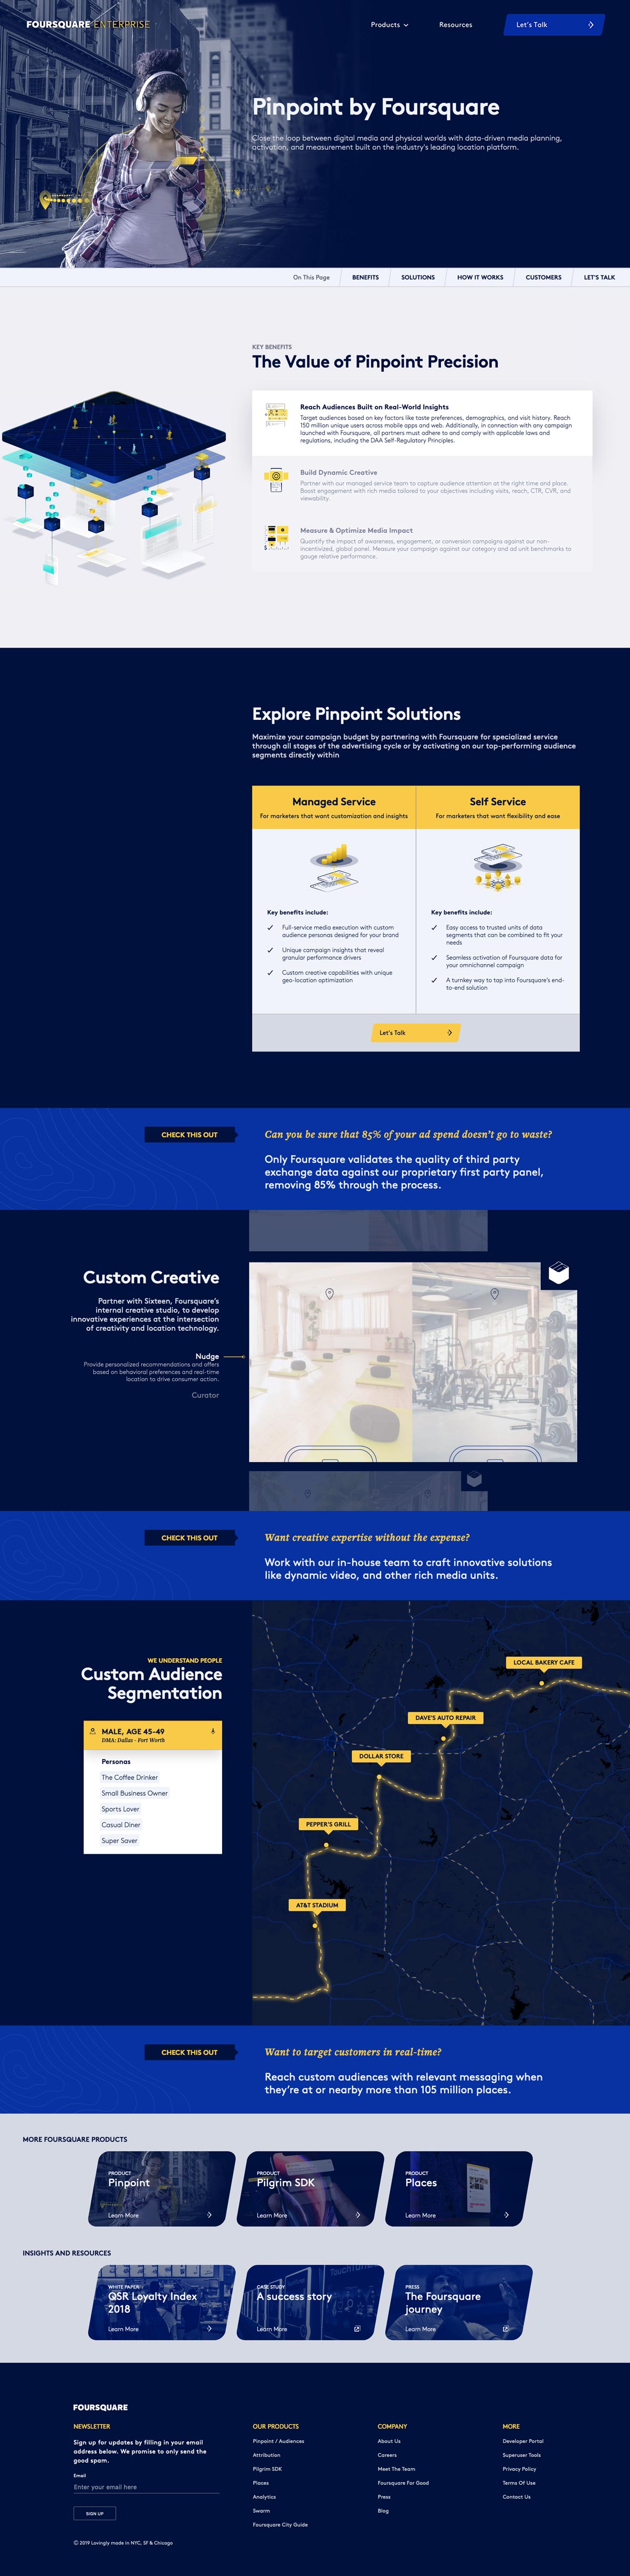 FOURSQUARE ENTERPRISE
Products
Resources
Let's Talk
Pinpoint by Foursquare
Close the loop between digital media and physical worlds with data-driven media planning,
activation, and measurement built on the industry's leading location platform.
On This Page
BENEFITS
SOLUTIONS
HOW IT WORKS
CUSTOMERS
LET'S TALK
KEY BENEFITS
The Value of Pinpoint Precision
Reach Audiences Built on Real-World Insights
Target audiences based on key factors like taste preferences, demographics, and visit history. Reach
150 million unique users across mobile apps and web. Additionally, in connection with any campaign
launched with Foursquare, all partners must adhere to and comply with applicable laws and
regulations, including the DAA Self-Regulatory Principles.
Build Dynamic Creative
Partner with our managed service team to capture audience attention at the right time and place.
Boost engagement with rich media tailored to your objectives including visits, reach, CTR, CVR, and
viewability.
Measure & Optimize Media Impact
Quantify the impact of awareness, engagement, or conversion campaigns against our non-
incentivized, global panel. Measure your campaign against our category and ad unit benchmarks to
gauge relative performance.
Explore Pinpoint Solutions
Maximize your campaign budget by partnering with Foursquare for specialized service
through all stages of the advertising cycle or by activating on our top-performing audience
segments directly within
Managed Service
For marketers that want customization and insights
Key benefits include:
Full-service media execution with custom
audience personas designed for your brand
Unique campaign insights that reveal
granular performance drivers
Custom creative capabilities with unique
geo-location optimization
Self Service
For marketers that want flexibility and ease
Key benefits include:
Easy access to trusted units of data
segments that can be combined to fit your
needs
Seamless activation of Foursquare data for
your omnichannel campaign
A turnkey way to tap into Foursquare's end-
to-end solution
Let's Talk
CHECK THIS OUT
Can you be sure that 85% of your ad spend doesn't go to waste?
Only Foursquare validates the quality of third party
exchange data against our proprietary first party panel,
removing 85% through the process.
Custom Creative
Partner with Sixteen, Foursquare's
internal creative studio, to develop
innovative experiences at the intersection
of creativity and location technology.
Nudge
Provide personalized recommendations and offers
based on behavioral preferences and real-time
location to drive consumer action.
Curator
CHECK THIS OUT
Want creative expertise without the expense?
Work with our in-house team to craft innovative solutions
like dynamic video, and other rich media units.
WE UNDERSTAND PEOPLE
Custom Audience
Segmentation
MALE, AGE 45-49
DMA: Dallas - Fort Worth
Personas
The Coffee Drinker
Small Business Owner
Sports Lover
Casual Diner
Super Saver
LOCAL BAKERY CAFE
DAVE'S AUTO REPAIR
DOLLAR STORE
PEPPER'S GRILL
AT&T STADIUM
CHECK THIS OUT
Want to target customers in real-time?
Reach custom audiences with relevant messaging when
they're at or nearby more than 105 million places.
MORE FOURSQUARE PRODUCTS
PRODUCT
Pinpoint
Learn More
PRODUCT
Pilgrim SDK
Learn More
PRODUCT
Places
Learn More
INSIGHTS AND RESOURCES
WHITE PAPER
QSR Loyalty Index
2018
Learn More
CASE STUDY
A success story
Learn More
PRESS
The Foursquare
journey
Learn More
FOURSQUARE
NEWSLETTER
Sign up for updates by filling in your email
address below. We promise to only send the
good spam.
Email
Enter your email here
SIGN UP
© 2019 Lovingly made in NYC, SF & Chicago
OUR PRODUCTS
Pinpoint / Audiences
Attribution
Pilgrim SDK
Places
Analytics
Swarm
Foursquare City Guide
COMPANY
About Us
Careers
Meet The Team
Foursquare For Good
Press
Blog
MORE
Developer Portal
Superuser Tools
Privacy Policy
Terms Of Use
Contact Us